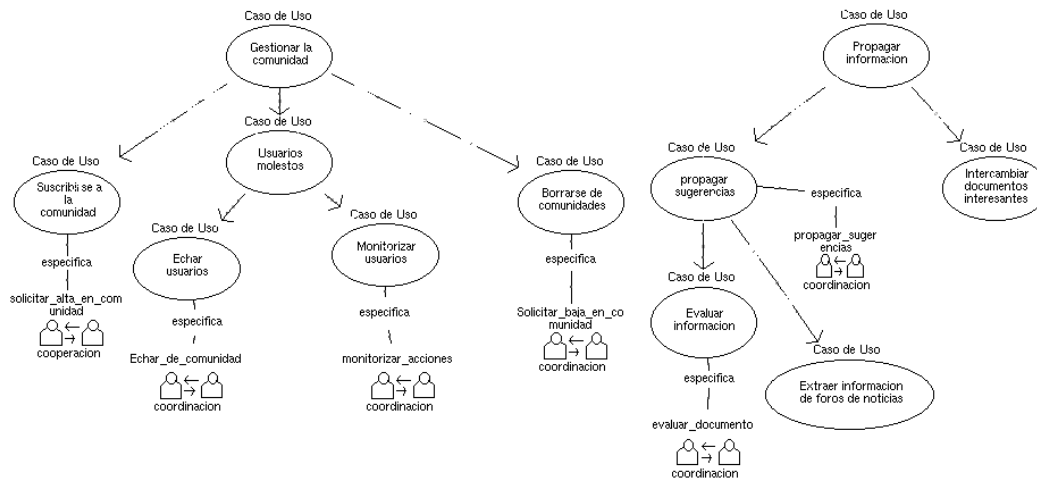 Caso de Uso
Gestionar la
comunidad
Caso de Uso
Suscribirse a
la
comunidad
especifica
solicitar_alta_en_com
unidad
cooperacion
Caso de Uso
Usuarios
molestos
Caso de Uso
Echar
usuarios
especifica
Echar_de_comunidad
coordinacion
Caso de Uso
Monitorizar
usuarios
especifica
monitorizar_acciones
coordinacion
Caso de Uso
Borrarse de
comunidades
especifica
Solicitar_baja_en_co
munidad
coordinacion
Caso de Uso
Propagar
informacion
Caso de Uso
propagar
sugerencias
especifica
propagar_suger
encias
coordinacion
Caso de Uso
Intercambiar
documentos
interesantes
Caso de Uso
Evaluar
informacion
especifica
evaluar_documento
coordinacion
Caso de Uso
Extraer informacion
de foros de noticias